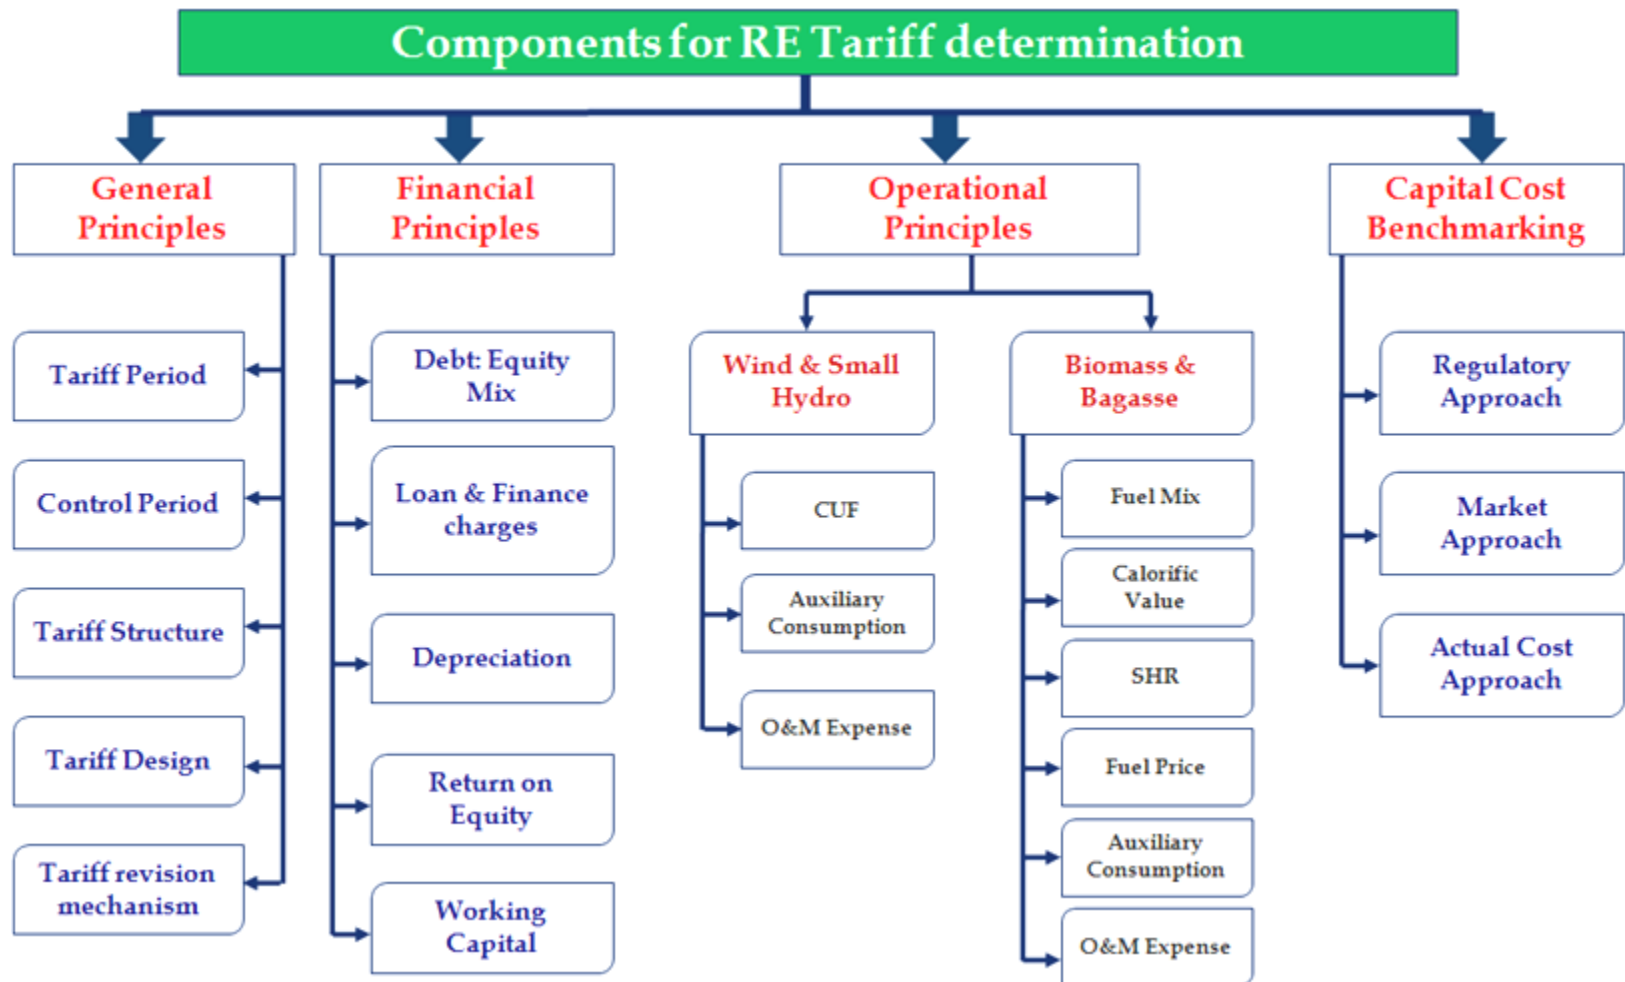 Components for RE Tariff determination
General
Principles
Tariff Period
Control Period
Tariff Structure
Tariff Design
Tariff revision
mechanism
Financial
Principles
Debt: Equity
Mix
Loan & Finance
charges
Depreciation
Return on
Equity
Working
Capital
Operational
Principles
Wind & Small
Hydro
CUF
Auxiliary
Consumption
O&M Expense
Biomass &
Bagasse
Fuel Mix
Calorific
Value
SHR
Fuel Price
Auxiliary
Consumption
O&M Expense
Capital Cost
Benchmarking
Regulatory
Approach
Market
Approach
Actual Cost
Approach